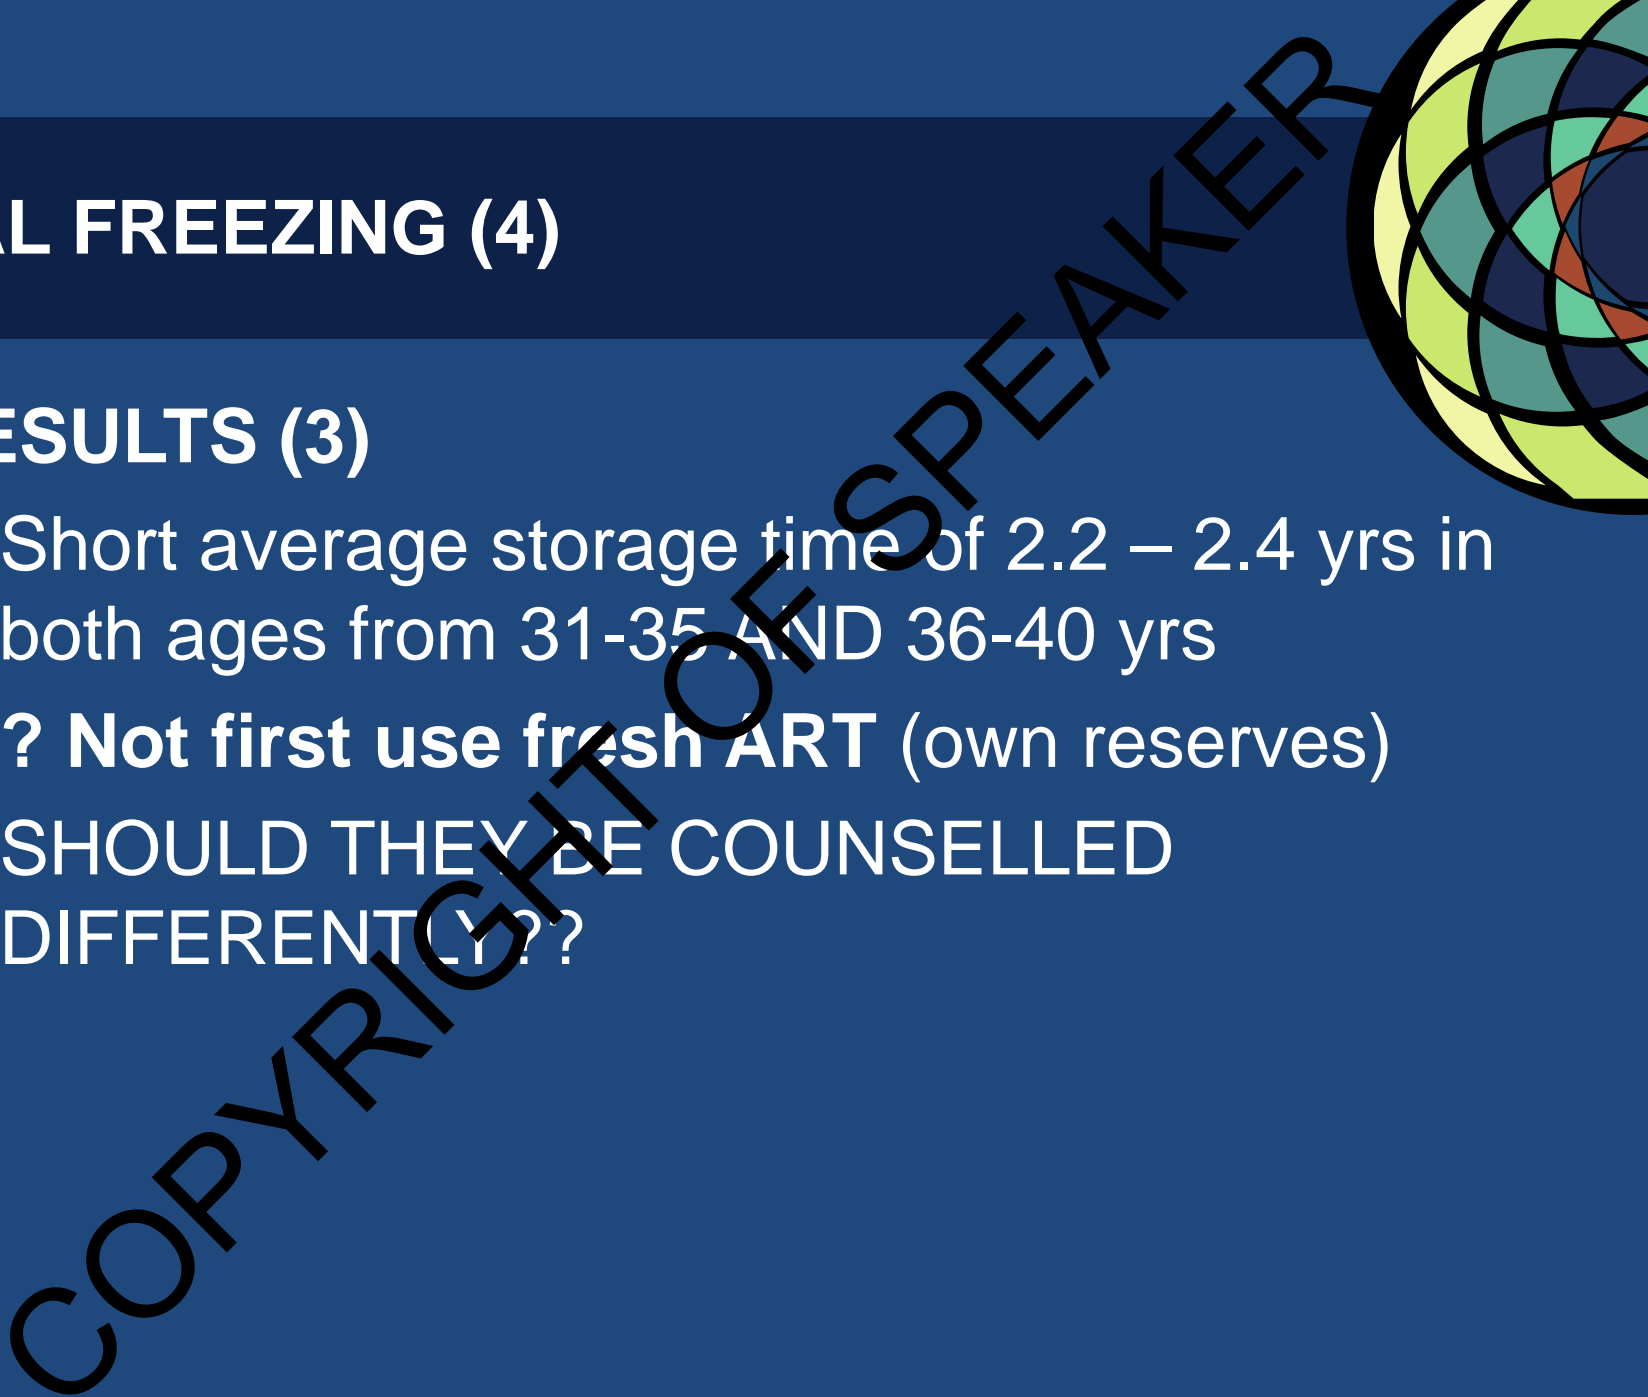 AL FREEZING (4)
ESULTS (3)
Short average storage time of 2.2 – 2.4 yrs in
both ages from 31-35 AND 36-40 yrs
? Not first use fresh ART (own reserves)
SHOULD THEY BE COUNSELLED
DIFFERENTLY??
COPYRIGHT OF SPEAKER